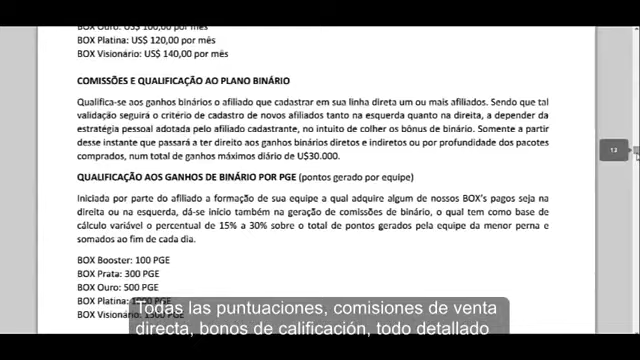 BOX Ouro: US$ 100,00 por mês
BOX Platina: US$ 120,00 por mês
BOX Visionário: US$ 140,00 por mês
COMISSÕES E QUALIFICAÇÃO AO PLANO BINÁRIO
Qualifica-se aos ganhos binários o afiliado que cadastrar em sua linha direta um ou mais afiliados. Sendo que tal
validação seguirá o critério de cadastro de novos afiliados tanto na esquerda quanto na direita, a depender da
estratégia pessoal adotada pelo afiliado cadastrante, no intuito de colher os bônus de binário. Somente a partir
desse instante que passará a ter direito aos ganhos binários diretos e indiretos ou por profundidade dos pacotes
comprados, num total de ganhos máximos diário de U$30.000.
QUALIFICAÇÃO AOS GANHOS DE BINÁRIO POR PGE (pontos gerado por equipe)
Iniciada por parte do afiliado a formação de sua equipe a qual adquire algum de nossos BOX's pagos seja na
direita ou na esquerda, dá-se início também na geração de comissões de binário, o qual tem como base de
cálculo variável o percentual de 15% a 30% sobre o total de pontos gerados pela equipe da menor perna e
somados ao fim de cada dia.
BOX Booster: 100 PGE
BOX Prata: 300 PGE
BOX Ouro: 500 PGE
BOX Platina: 1000 PGE
BOX Visionário: 1500 PGE
Todas las puntuaciones, comisiones de venta
directa, bonos de calificación, todo detallado